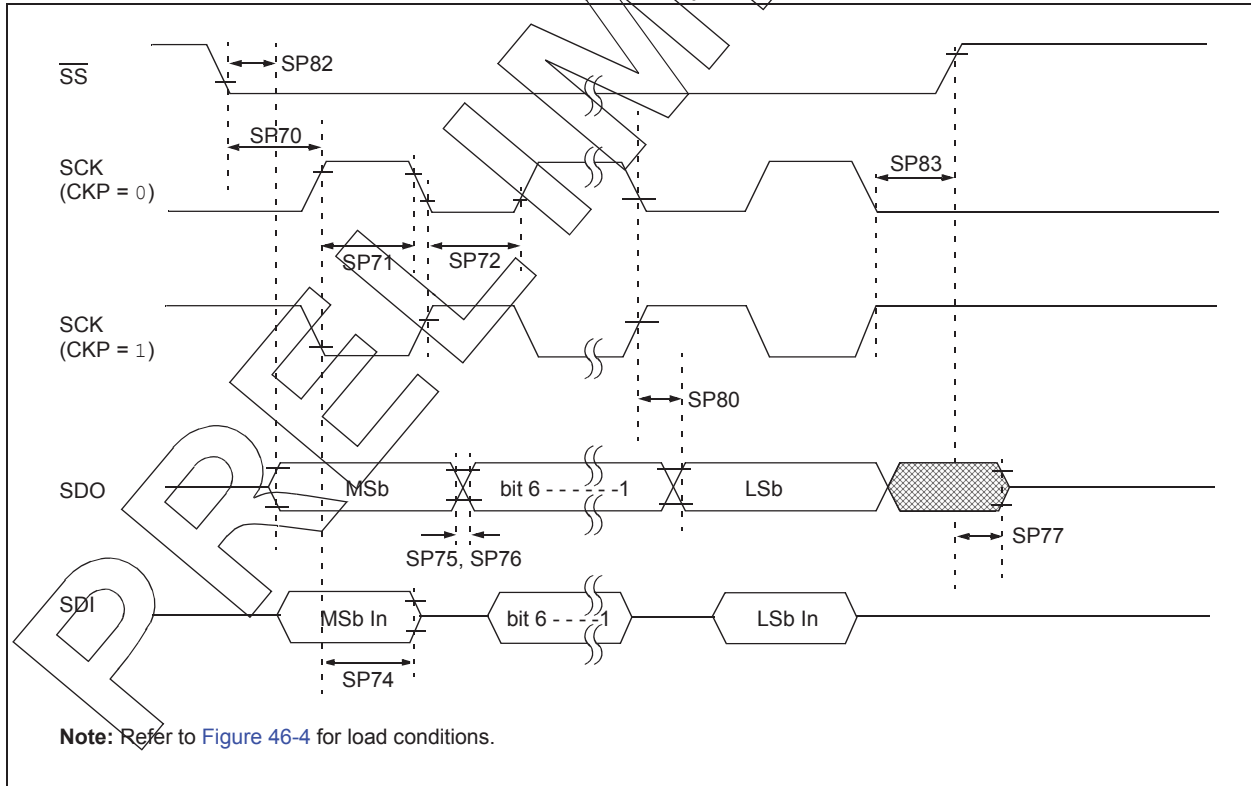 PRELIM
SS
SP82
SP70
SCK
(CKP = 0)
SP83
SP71
SP72
SCK
(CKP = 1)
SP80
SDO
MSb
bit 6 - - - - - -1
LSb
SP75, SP76
SP77
SDI
MSb In
bit 6 - - - -1
LSb In
SP74
Note: Refer to Figure 46-4 for load conditions.